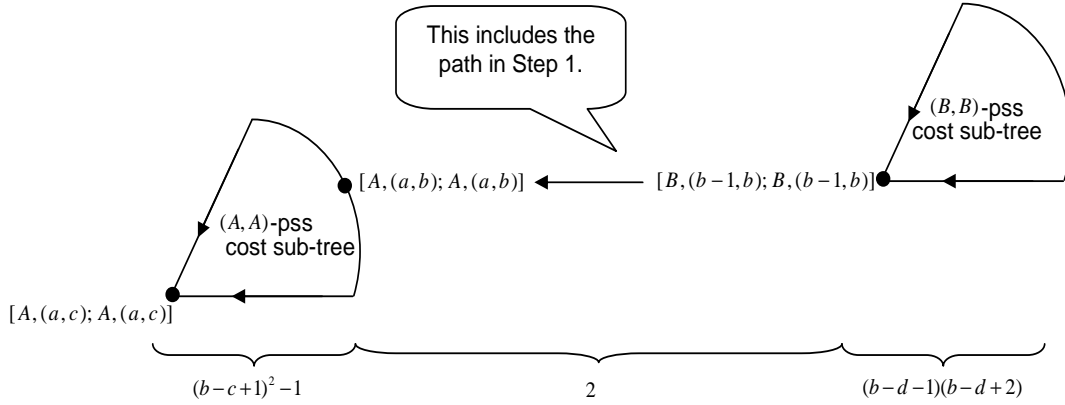 This includes the
path in Step 1.
(B, B)-pss
cost sub-tree
[A,(a,b); A,(a,b)]
[B,(b−1,b); B,(b−1,b)]
(A, A)-pss
cost sub-tree
[A,(a,c); A,(a,c)]
(b−c+1)²−1
2
(b−d−1)(b−d+2)